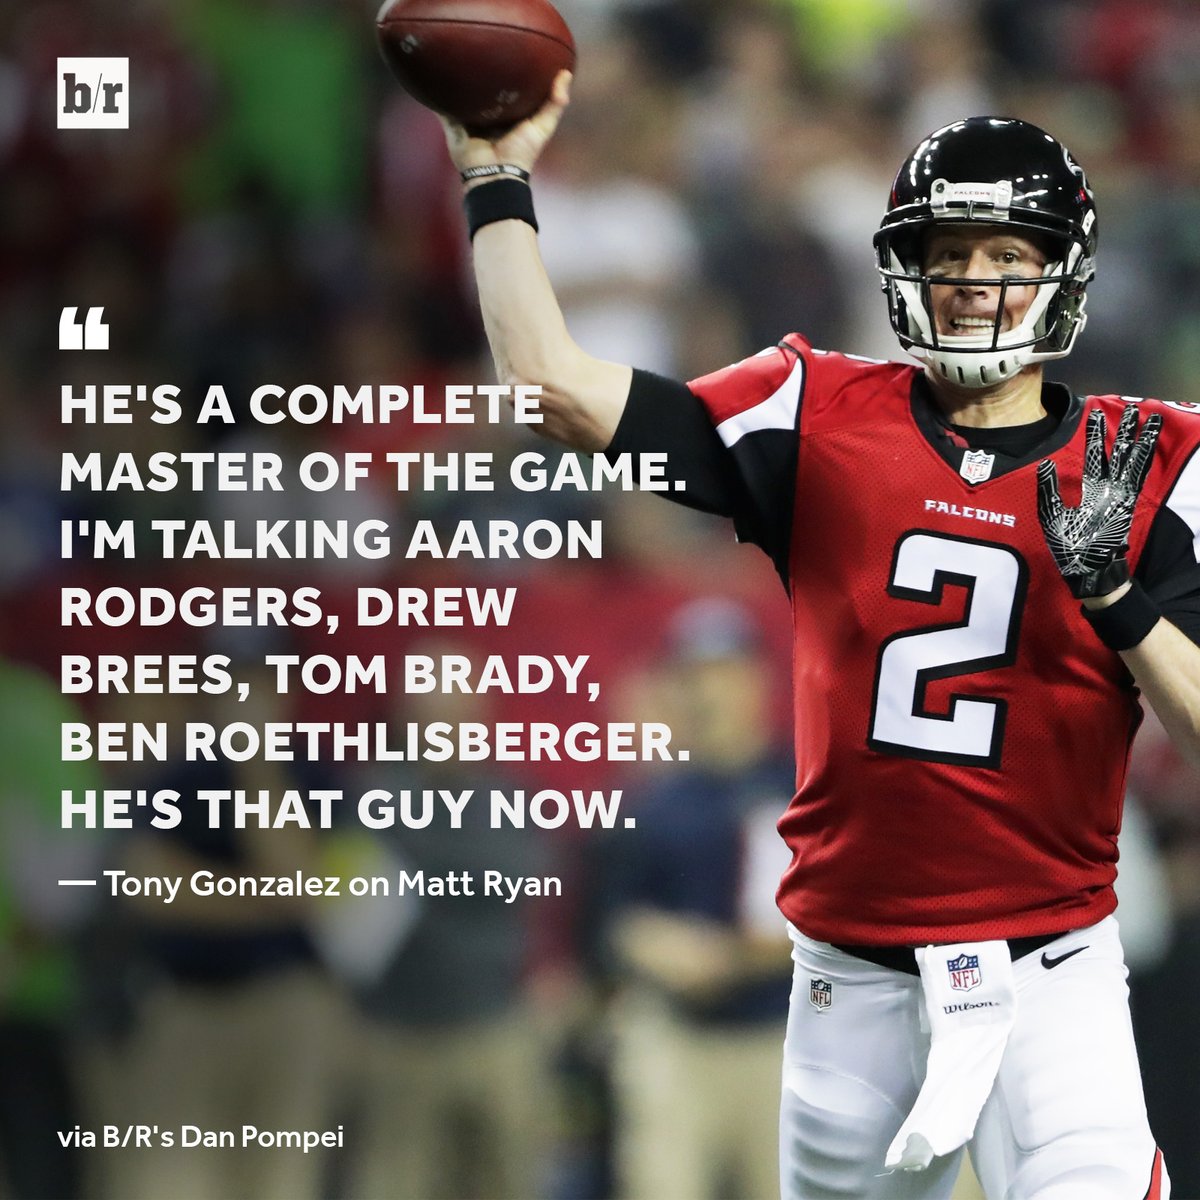 b/r
FALCONS
“
HE'S A COMPLETE
MASTER OF THE GAME.
I'M TALKING AARON
RODGERS, DREW
BREES, TOM BRADY,
BEN ROETHLISBERGER.
HE'S THAT GUY NOW.
— Tony Gonzalez on Matt Ryan
NFL
FALCONS
2
NFL
NFL
Wilson
via B/R's Dan Pompei